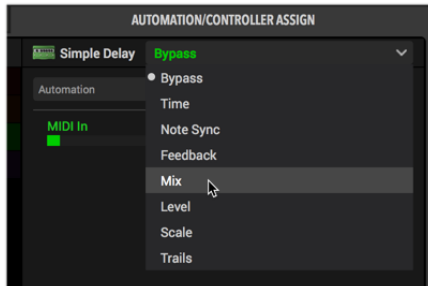 AUTOMATION/CONTROLLER ASSIGN
Simple Delay Bypass
Bypass
Automation
Time
MIDI In
Note Sync
Feedback
Mix
Level
Scale
Trails